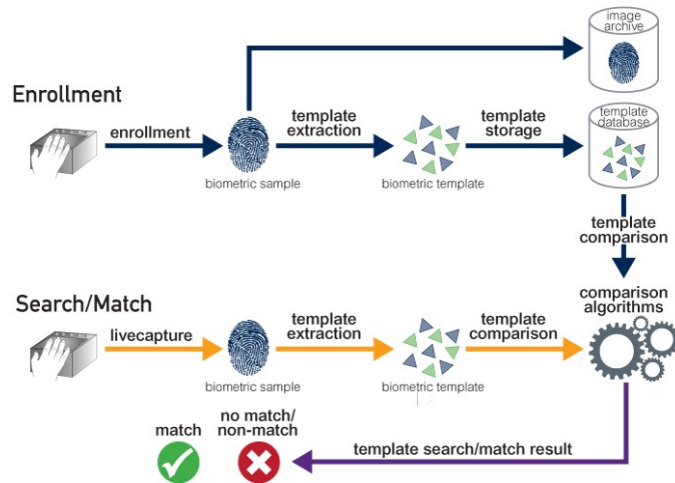 image
archive
Enrollment
enrollment
template
extraction
template
storage
template
database
biometric sample
biometric template
template
comparison
Search/Match
comparison
algorithms
livecapture
template
extraction
template
comparison
biometric sample
biometric template
match
no match/
non-match
template search/match result